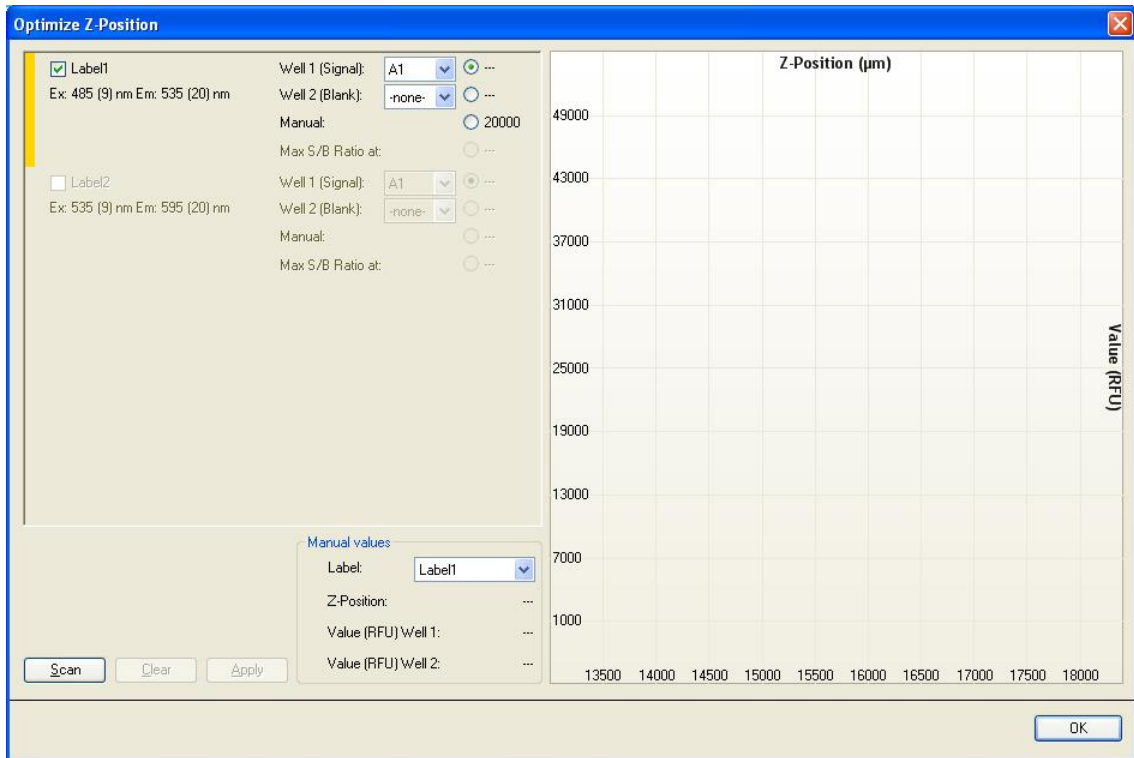 Optimize Z-Position
Label1
Well 1 (Signal): A1 ---
Ex: 485 (9) nm Em: 535 (20) nm
Well 2 (Blank): -none- ---
Manual: 20000
Max S/B Ratio at: ---
Label2
Well 1 (Signal): A1 ---
Ex: 535 (9) nm Em: 595 (20) nm
Well 2 (Blank): -none- ---
Manual: ---
Max S/B Ratio at: ---
Manual values
Label: Label1
Z-Position: ---
Value (RFU) Well 1: ---
Value (RFU) Well 2: ---
Scan Clear Apply
Z-Position (µm)
49000
43000
37000
31000
25000
19000
13000
7000
1000
Value (RFU)
13500 14000 14500 15000 15500 16000 16500 17000 17500 18000
OK